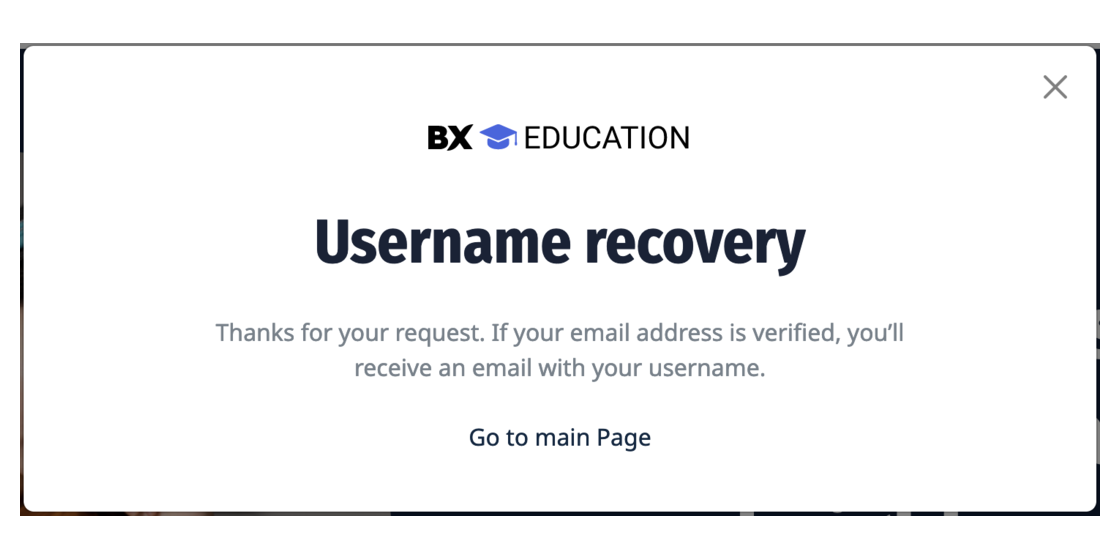 BX EDUCATION
Username recovery
Thanks for your request. If your email address is verified, you’ll
receive an email with your username.
Go to main Page